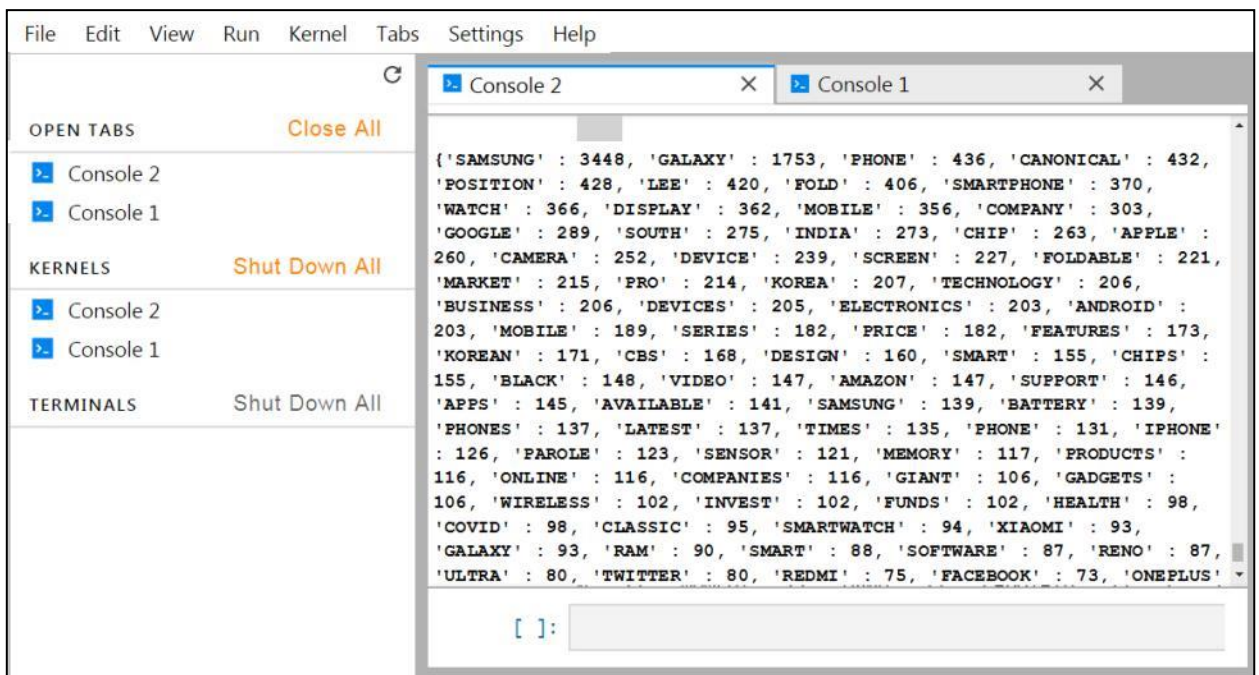 File Edit View Run Kernel Tabs Settings Help
OPEN TABS Close All
Console 2
Console 1
KERNELS Shut Down All
Console 2
Console 1
TERMINALS Shut Down All
Console 2 Console 1
{'SAMSUNG' : 3448, 'GALAXY' : 1753, 'PHONE' : 436, 'CANONICAL' : 432,
'POSITION' : 428, 'LEE' : 420, 'FOLD' : 406, 'SMARTPHONE' : 370,
'WATCH' : 366, 'DISPLAY' : 362, 'MOBILE' : 356, 'COMPANY' : 303,
'GOOGLE' : 289, 'SOUTH' : 275, 'INDIA' : 273, 'CHIP' : 263, 'APPLE' :
260, 'CAMERA' : 252, 'DEVICE' : 239, 'SCREEN' : 227, 'FOLDABLE' : 221,
'MARKET' : 215, 'PRO' : 214, 'KOREA' : 207, 'TECHNOLOGY' : 206,
'BUSINESS' : 206, 'DEVICES' : 205, 'ELECTRONICS' : 203, 'ANDROID' :
203, 'MOBILE' : 189, 'SERIES' : 182, 'PRICE' : 182, 'FEATURES' : 173,
'KOREAN' : 171, 'CBS' : 168, 'DESIGN' : 160, 'SMART' : 155, 'CHIPS' :
155, 'BLACK' : 148, 'VIDEO' : 147, 'AMAZON' : 147, 'SUPPORT' : 146,
'APPS' : 145, 'AVAILABLE' : 141, 'SAMSUNG' : 139, 'BATTERY' : 139,
'PHONES' : 137, 'LATEST' : 137, 'TIMES' : 135, 'PHONE' : 131, 'IPHONE'
: 126, 'PAROLE' : 123, 'SENSOR' : 121, 'MEMORY' : 117, 'PRODUCTS' :
116, 'ONLINE' : 116, 'COMPANIES' : 116, 'GIANT' : 106, 'GADGETS' :
106, 'WIRELESS' : 102, 'INVEST' : 102, 'FUNDS' : 102, 'HEALTH' : 98,
'COVID' : 98, 'CLASSIC' : 95, 'SMARTWATCH' : 94, 'XIAOMI' : 93,
'GALAXY' : 93, 'RAM' : 90, 'SMART' : 88, 'SOFTWARE' : 87, 'RENO' : 87,
'ULTRA' : 80, 'TWITTER' : 80, 'REDMI' : 75, 'FACEBOOK' : 73, 'ONEPLUS'
[ ]: